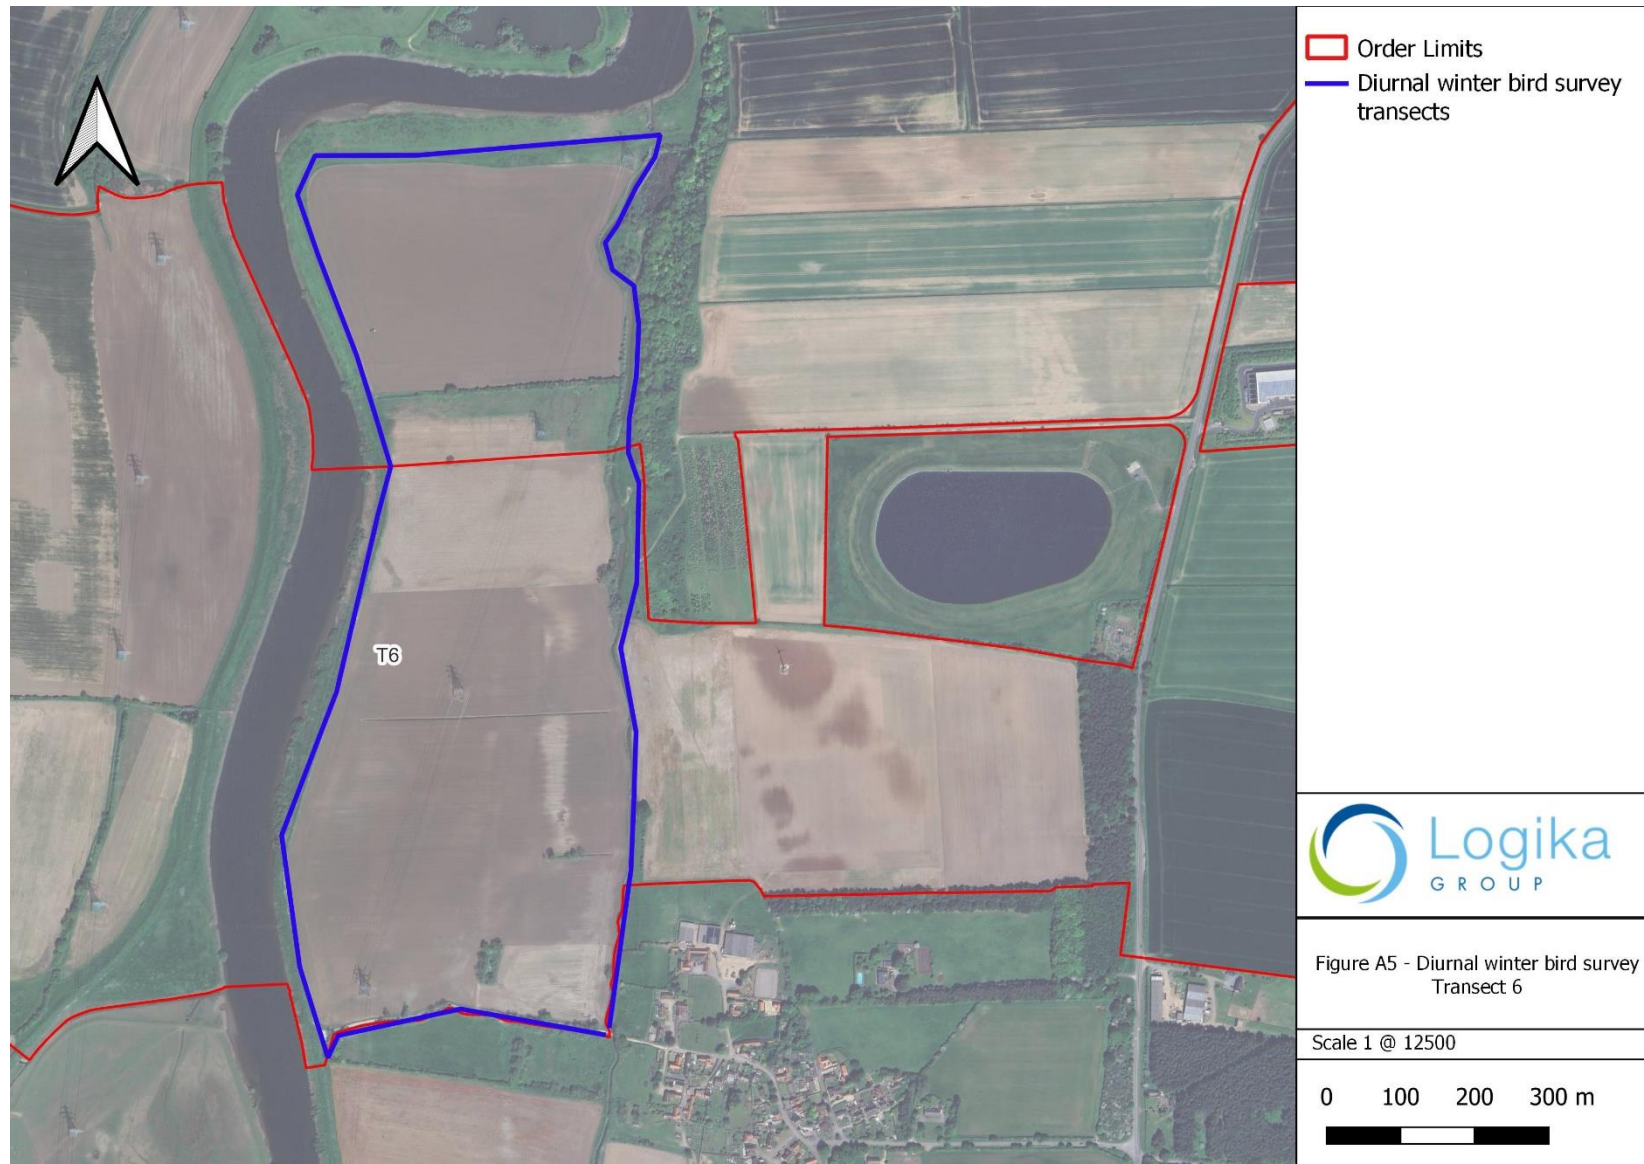 Order Limits
Diurnal winter bird survey
transects
T6
Logika
GROUP
Figure A5 - Diurnal winter bird survey
Transect 6
Scale 1 @ 12500
0 100 200 300 m